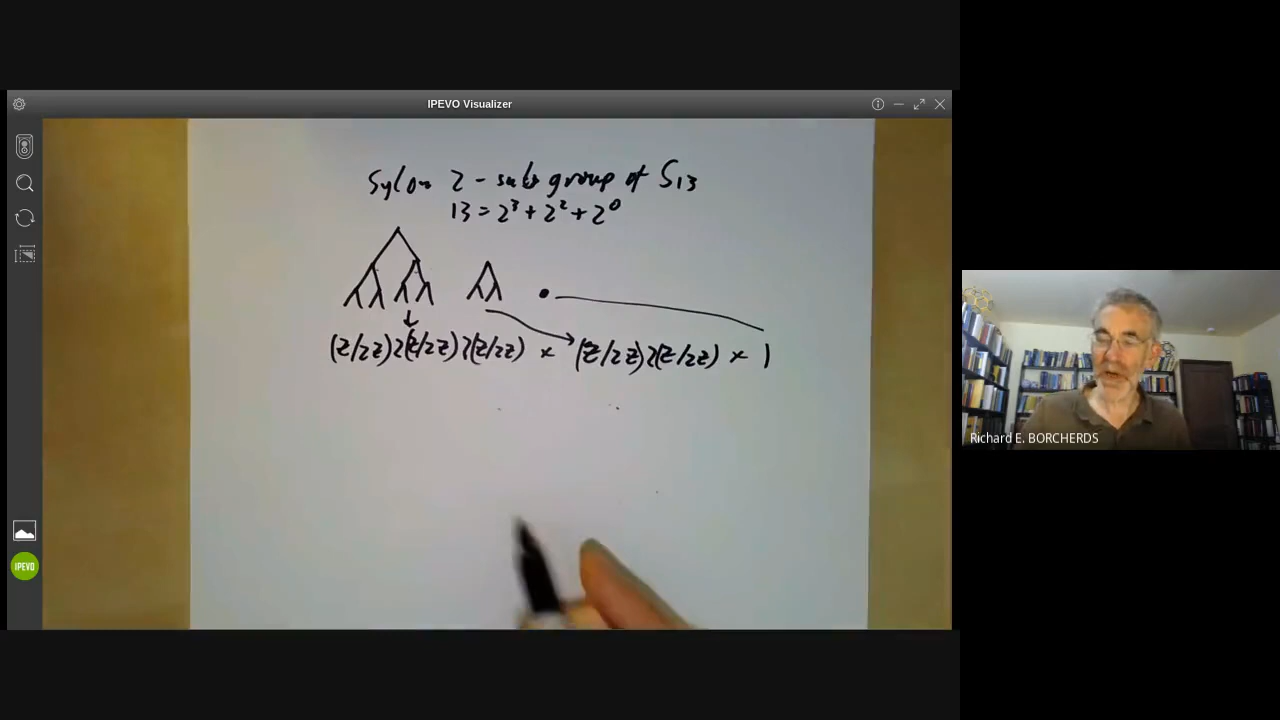 IPEVO Visualizer
Sylow 2-subgroup of S₁₃
13 = 2³ + 2² + 2⁰
(Z/2Z)≀(Z/2Z)≀(Z/2Z) × (Z/2Z)≀(Z/2Z) × 1
Richard E. BORCHERDS
IPEVO